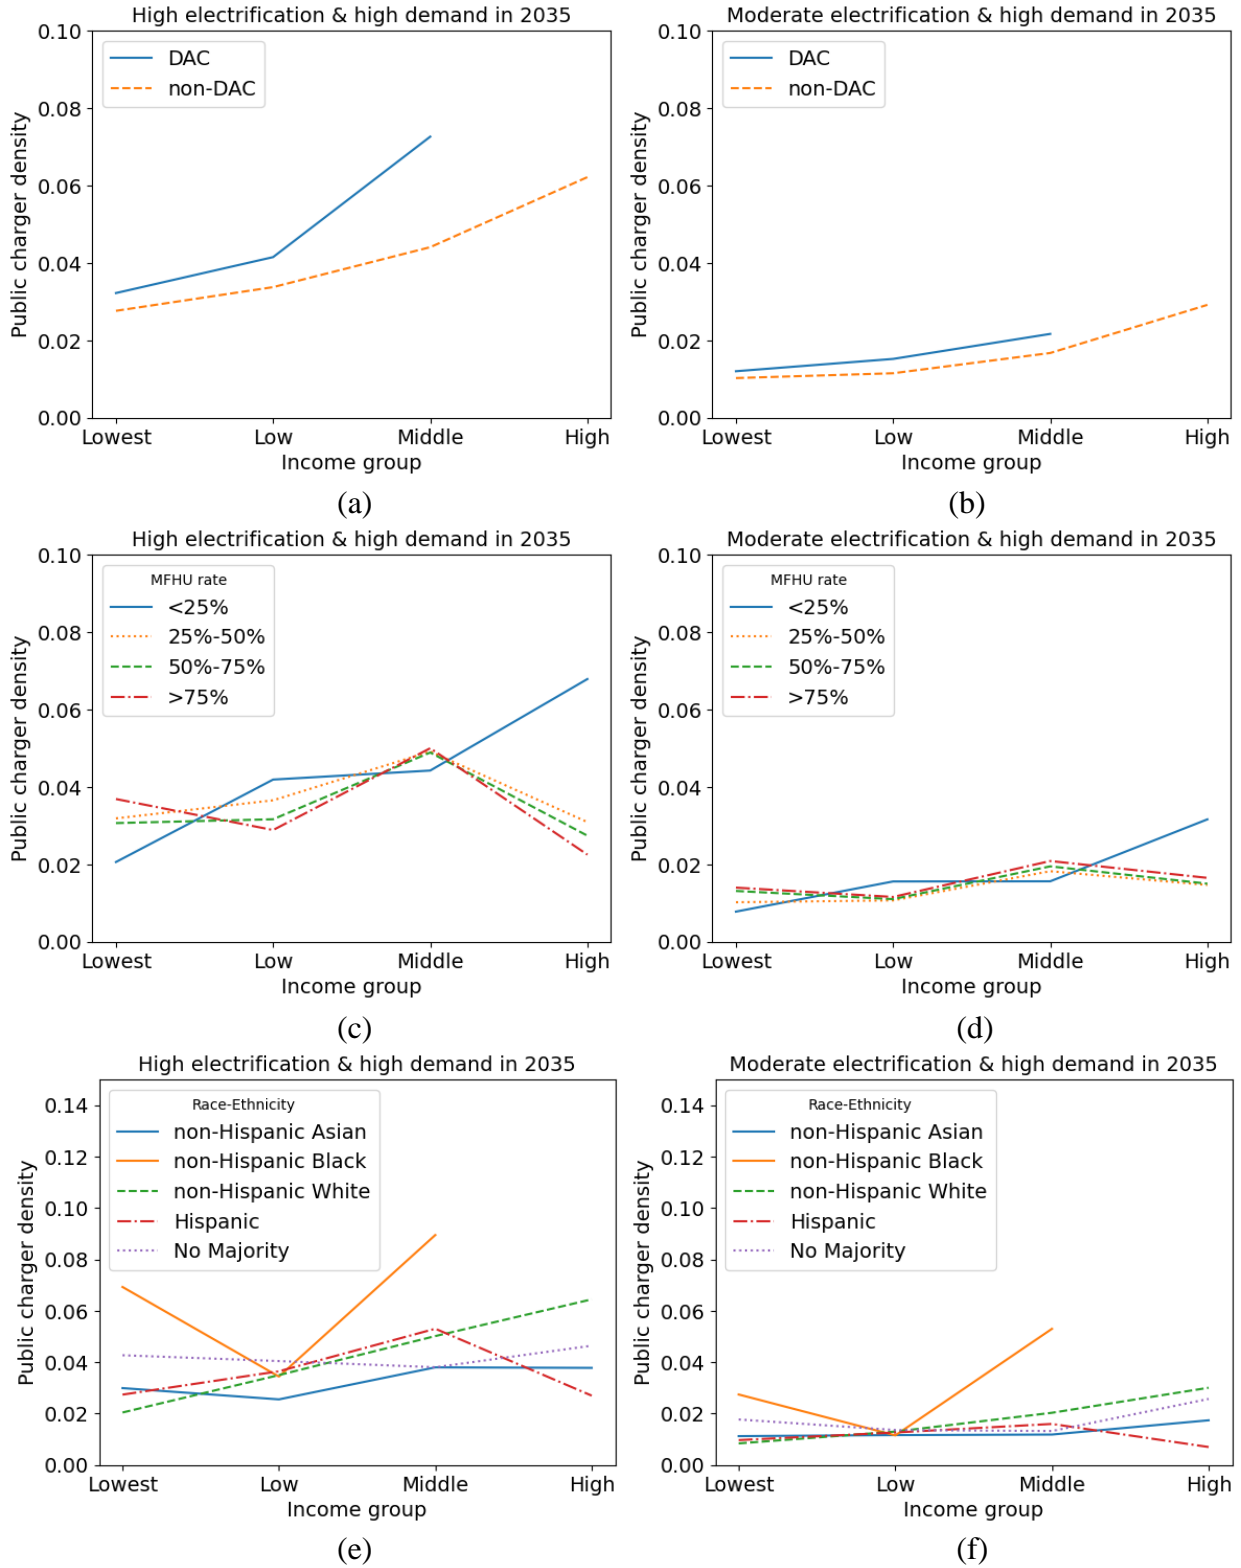 High electrification & high demand in 2035
0.10
0.08
0.06
0.04
0.02
0.00
Public charger density
DAC
non-DAC
Lowest Low Middle High
Income group
(a)
Moderate electrification & high demand in 2035
0.10
0.08
0.06
0.04
0.02
0.00
Public charger density
DAC
non-DAC
Lowest Low Middle High
Income group
(b)
High electrification & high demand in 2035
0.10
0.08
0.06
0.04
0.02
0.00
Public charger density
MFHU rate
<25%
25%-50%
50%-75%
>75%
Lowest Low Middle High
Income group
(c)
Moderate electrification & high demand in 2035
0.10
0.08
0.06
0.04
0.02
0.00
Public charger density
MFHU rate
<25%
25%-50%
50%-75%
>75%
Lowest Low Middle High
Income group
(d)
High electrification & high demand in 2035
0.14
0.12
0.10
0.08
0.06
0.04
0.02
0.00
Public charger density
Race-Ethnicity
non-Hispanic Asian
non-Hispanic Black
non-Hispanic White
Hispanic
No Majority
Lowest Low Middle High
Income group
(e)
Moderate electrification & high demand in 2035
0.14
0.12
0.10
0.08
0.06
0.04
0.02
0.00
Public charger density
Race-Ethnicity
non-Hispanic Asian
non-Hispanic Black
non-Hispanic White
Hispanic
No Majority
Lowest Low Middle High
Income group
(f)